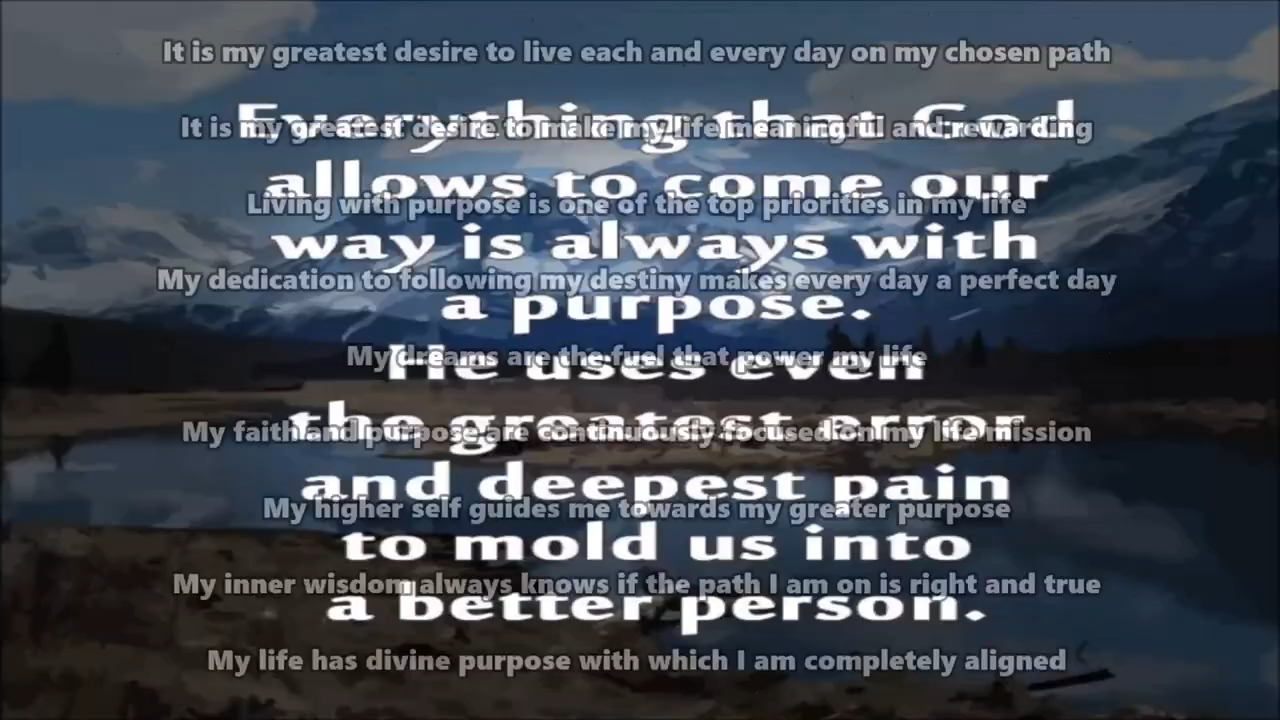 It is my greatest desire to live each and every day on my chosen path
Everything that God
It is my greatest desire to make my life meaningful and rewarding
allows to come our
Living with purpose is one of the top priorities in my life
way is always with
My dedication to following my destiny makes every day a perfect day
a purpose.
My dreams are the fuel that power my life
He uses even
the greatest error
My faith and purpose are continuously focused on my life mission
and deepest pain
My higher self guides me towards my greater purpose
to mold us into
My inner wisdom always knows if the path I am on is right and true
a better person.
My life has divine purpose with which I am completely aligned